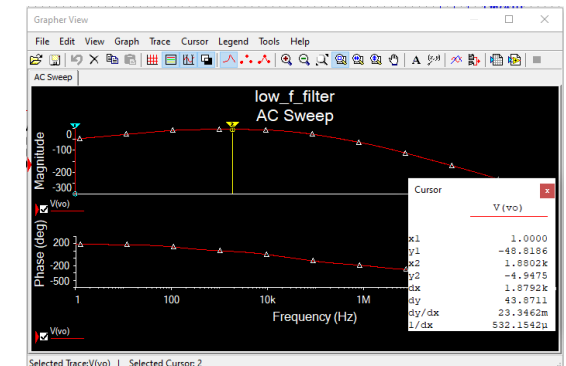 Grapher View
File Edit View Graph Trace Cursor Legend Tools Help
AC Sweep
low_f_filter
AC Sweep
Magnitude
0
-100
-200
-300
V(vo)
Phase (deg)
200
-200
-500
1 100 10k 1M
Frequency (Hz)
V(vo)
Cursor x
V(vo)
x1 1.0000
y1 -48.8186
x2 1.8802k
y2 -4.9475
dx 1.8792k
dy 43.8711
dy/dx 23.3462m
1/dx 532.1542µ
Selected Trace:V(vo) | Selected Cursor: 2